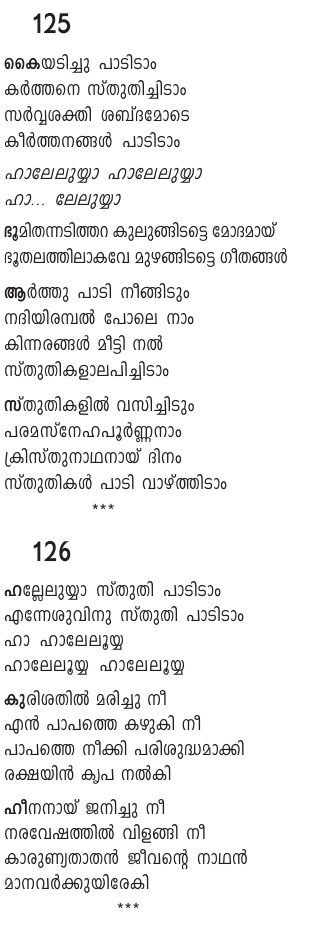 125
കൈയടിച്ചു പാടിടാം
കർത്തനെ സ്തുതിച്ചിടാം
സർവ്വശക്തി ശബ്ദമോടെ
കീർത്തനങ്ങൾ പാടിടാം
ഹാലേലുയ്യാ ഹാലേലുയ്യാ
ഹാ... ലേലുയ്യാ
ഭൂമിതന്നടിത്തറ കുലുങ്ങിടട്ടെ മോദമായ്
ഭൂതലത്തിലാകവേ മുഴങ്ങിടട്ടെ ഗീതങ്ങൾ
ആർത്തു പാടി നീങ്ങിടും
നദിയിരമ്പൽ പോലെ നാം
കിന്നരങ്ങൾ മീട്ടി നൽ
സ്തുതികളാലപിച്ചിടാം
സ്തുതികളിൽ വസിച്ചിടും
പരമസ്നേഹപൂർണ്ണനാം
ക്രിസ്തുനാഥനായ് ദിനം
സ്തുതികൾ പാടി വാഴ്ത്തിടാം
***
126
ഹല്ലേലുയ്യാ സ്തുതി പാടിടാം
എന്നേശുവിനു സ്തുതി പാടിടാം
ഹാ ഹാലേലൂയ്യ
ഹാലേലൂയ്യ ഹാലേലൂയ്യ
കുരിശതിൽ മരിച്ചു നീ
എൻ പാപത്തെ കഴുകി നീ
പാപത്തെ നീക്കി പരിശുദ്ധമാക്കി
രക്ഷയിൻ കൃപ നൽകി
ഹീനനായ് ജനിച്ചു നീ
നരവേഷത്തിൽ വിളങ്ങി നീ
കാരുണ്യതാതൻ ജീവന്റെ നാഥൻ
മാനവർക്കുയിരേകി
***